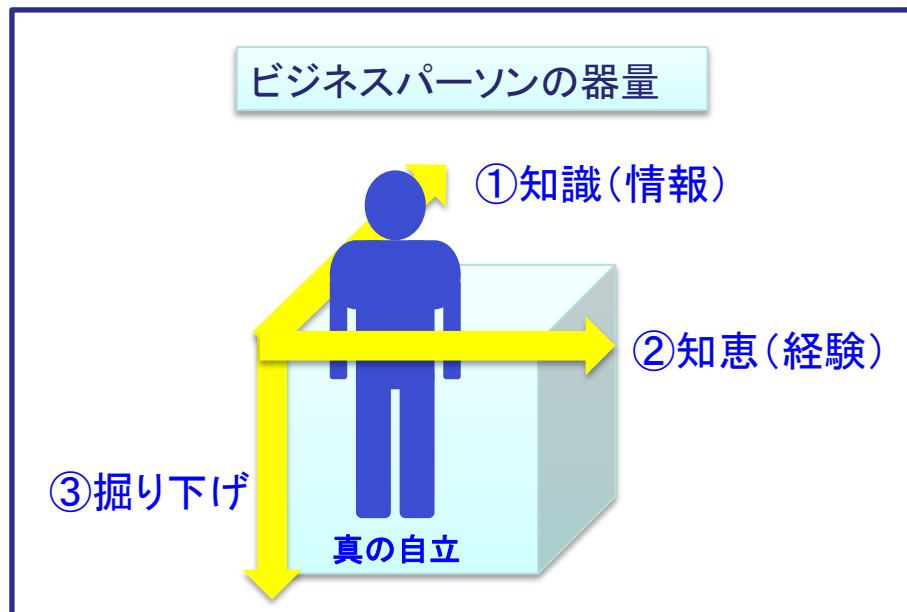 ビジネスパーソンの器量
①知識（情報）
②知恵（経験）
③掘り下げ
真の自立